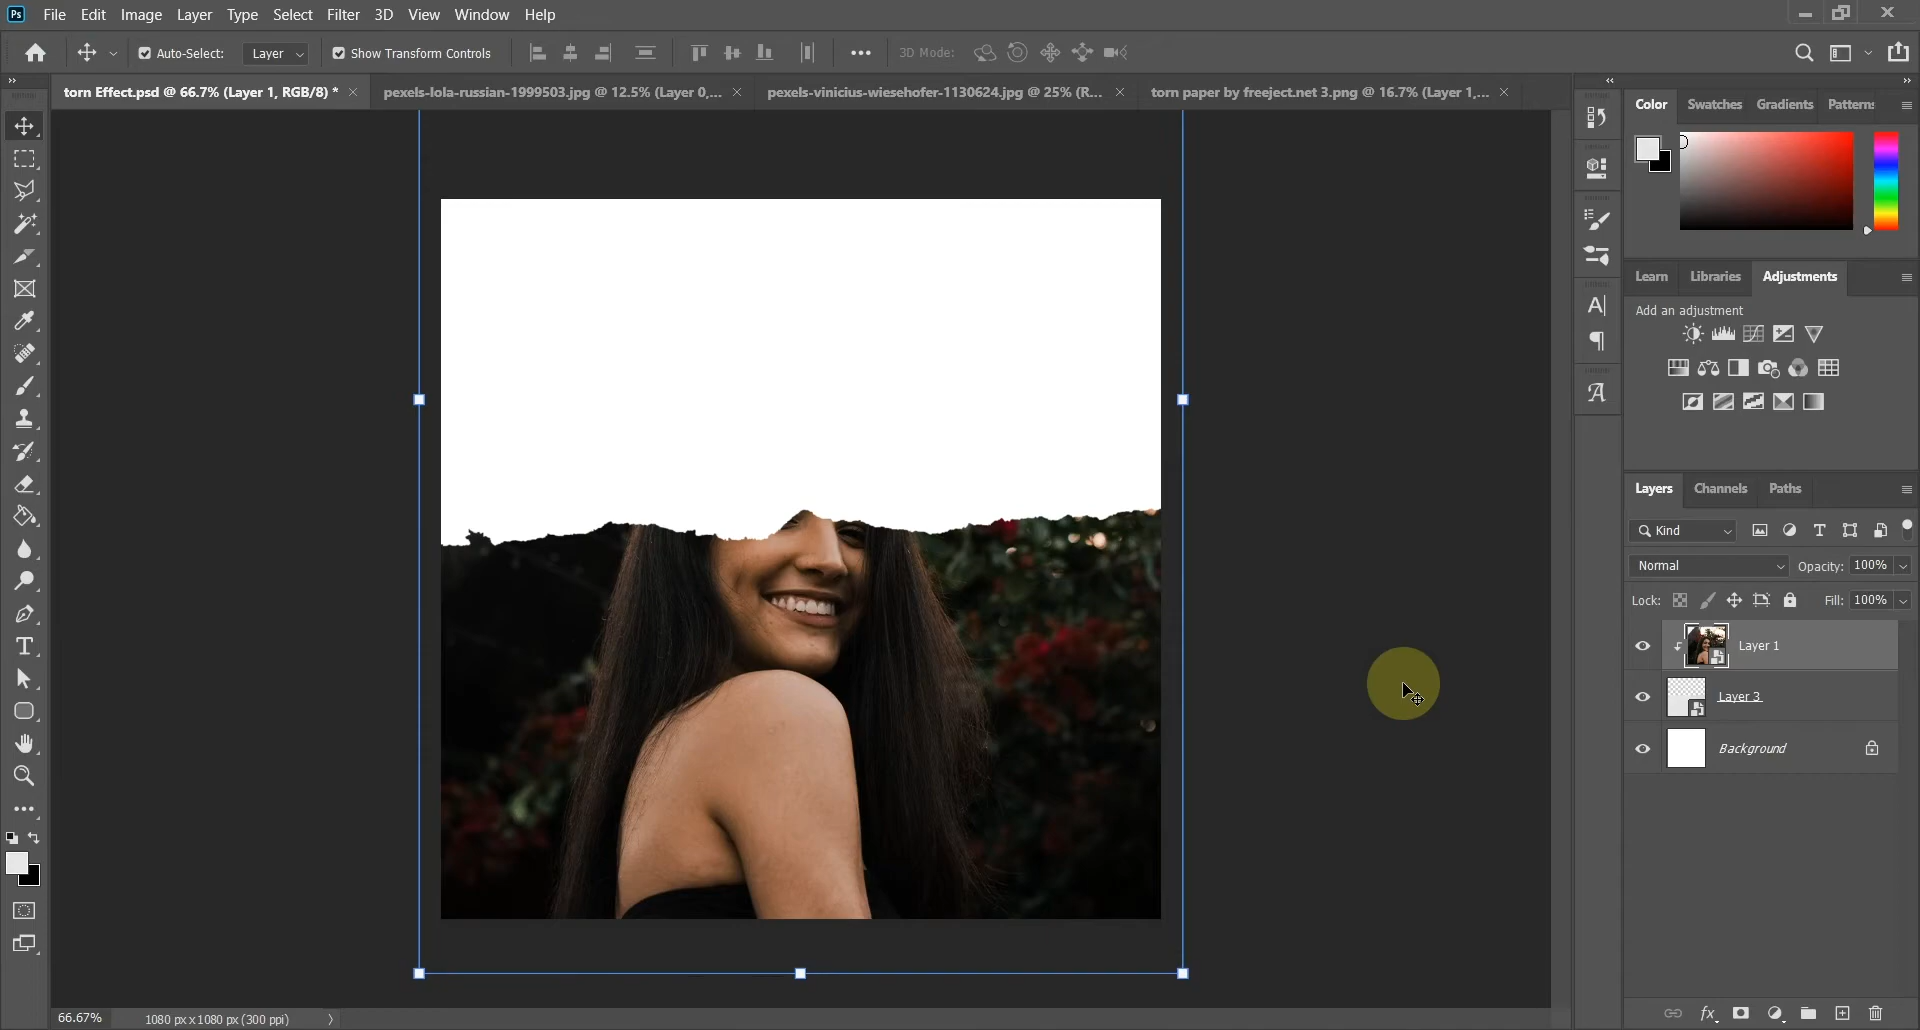 Ps File Edit Image Layer Type Select Filter 3D View Window Help
Auto-Select: Layer Show Transform Controls 3D Mode:
torn Effect.psd @ 66.7% (Layer 1, RGB/8) * pexels-lola-russian-1999503.jpg @ 12.5% (Layer 0,... pexels-vinicius-wiesehofer-1130624.jpg @ 25% (R... torn paper by freeject.net 3.png @ 16.7% (Layer 1,...
Color Swatches Gradients Patterns
Learn Libraries Adjustments
Add an adjustment
Layers Channels Paths
Kind
Normal Opacity: 100%
Lock: Fill: 100%
Layer 1
Layer 3
Background
66.67% 1080 px x 1080 px (300 ppi)